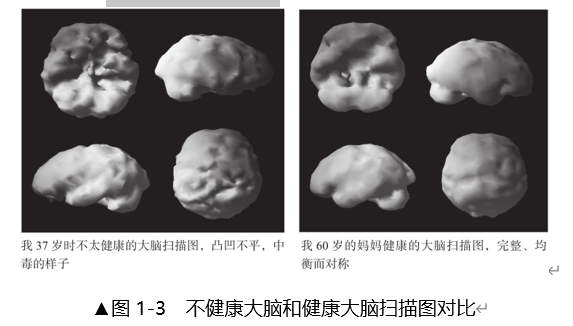 我 37 岁时不太健康的大脑扫描图，凸凹不平，中
毒的样子
我 60 岁的妈妈健康的大脑扫描图，完整、均
衡而对称
▲图 1-3　不健康大脑和健康大脑扫描图对比